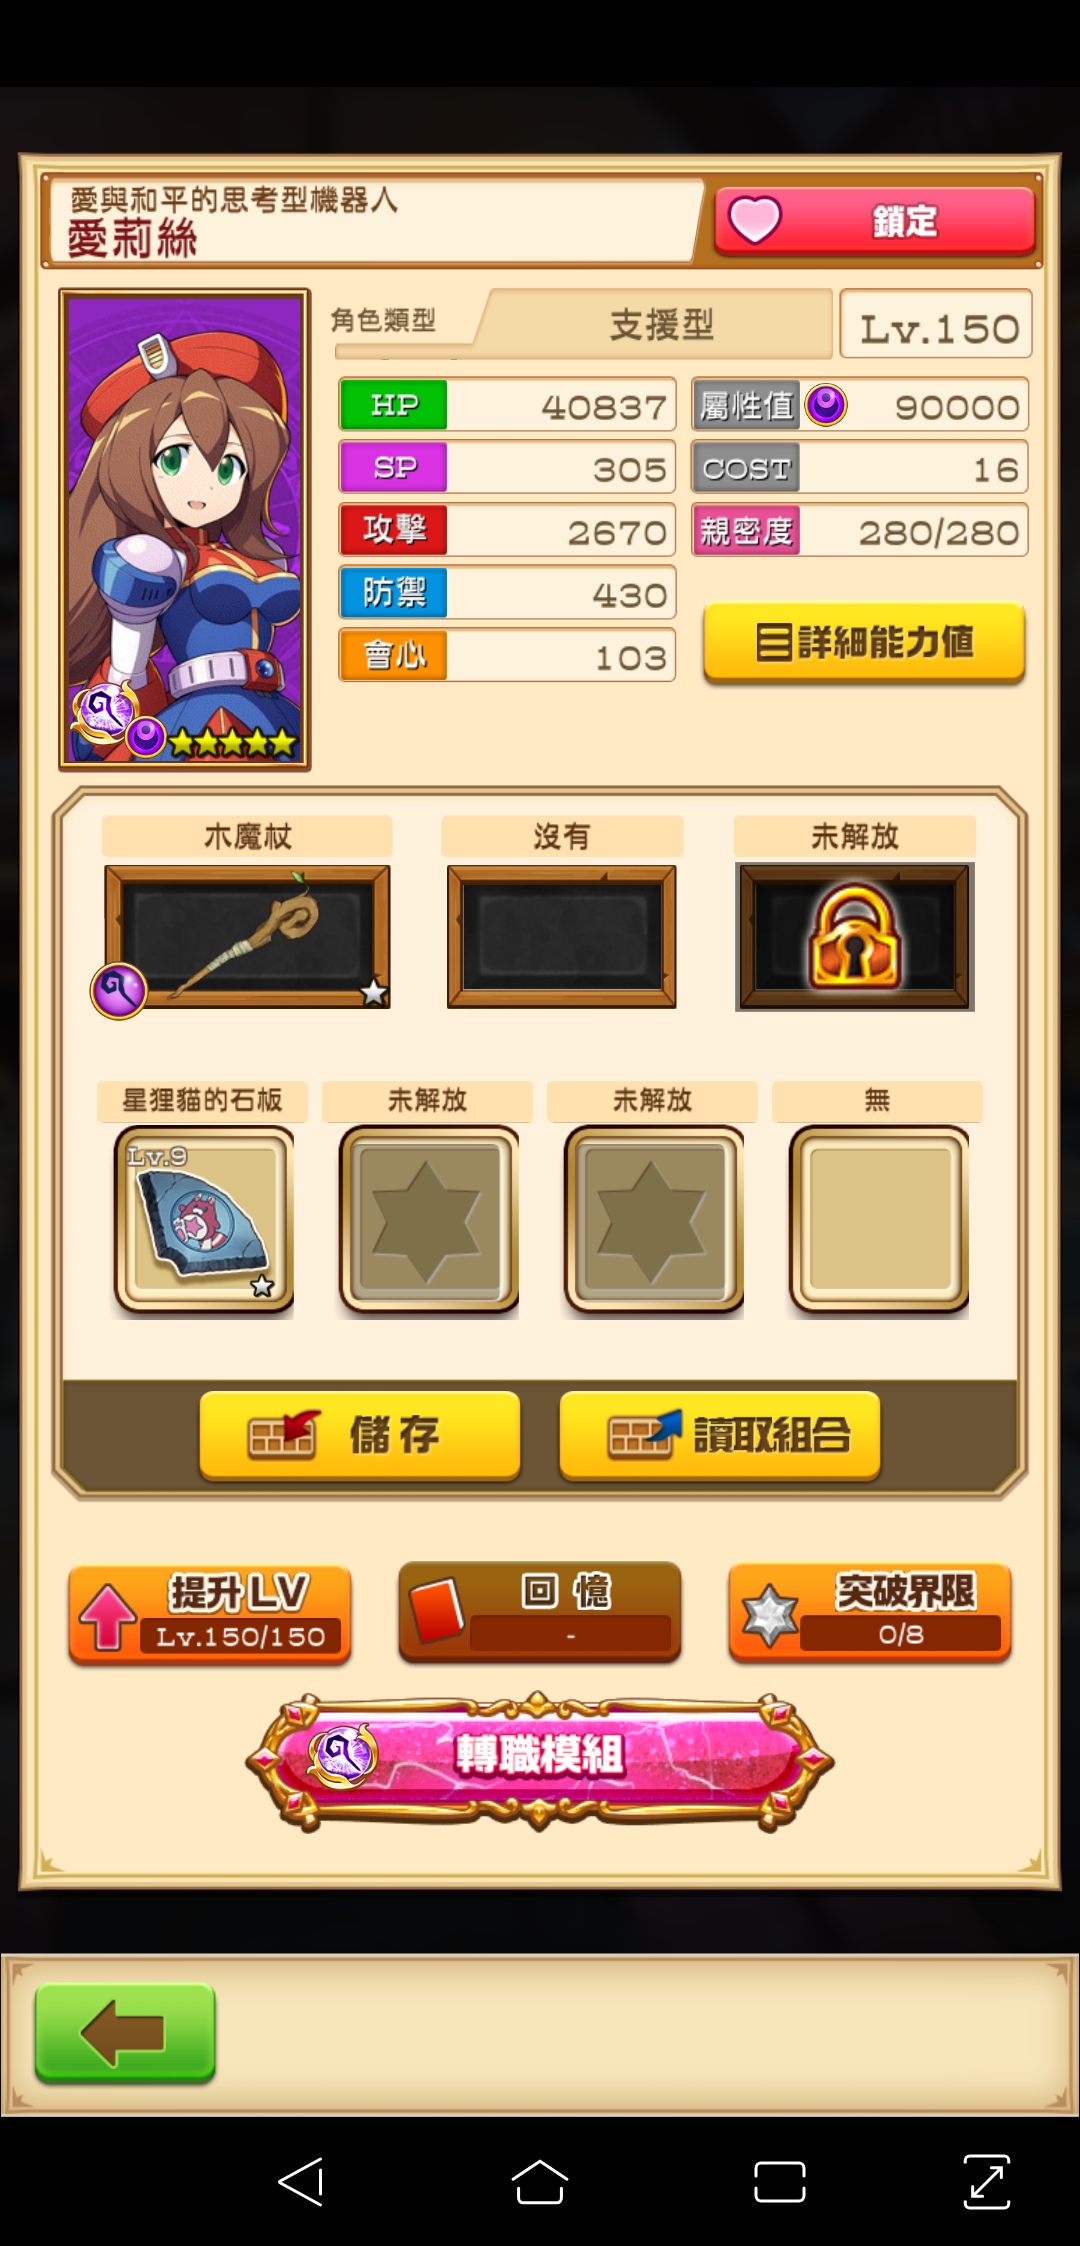 愛與和平的思考型機器人
愛莉絲
鎖定
角色類型
支援型
Lv.150
HP 40837
屬性值 90000
SP 305
COST 16
攻擊 2670
親密度 280/280
防禦 430
詳細能力値
會心 103
木魔杖
沒有
未解放
星狸貓的石板
未解放
未解放
無
Lv.9
儲存
讀取組合
提升LV
Lv.150/150
回憶
-
突破界限
0/8
轉職模組